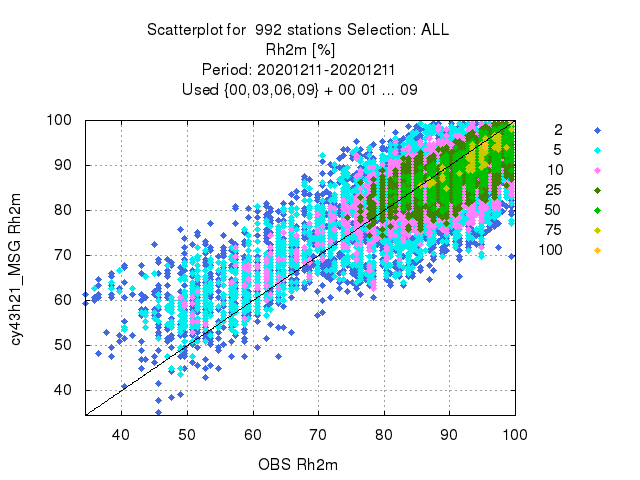 Scatterplot for  992 stations Selection: ALL
Rh2m [%]
Period: 20201211-20201211
Used {00,03,06,09} + 00 01 ... 09
100
90
80
70
60
50
40
cy43h21_MSG Rh2m
40 50 60 70 80 90 100
OBS Rh2m
2
5
10
25
50
75
100